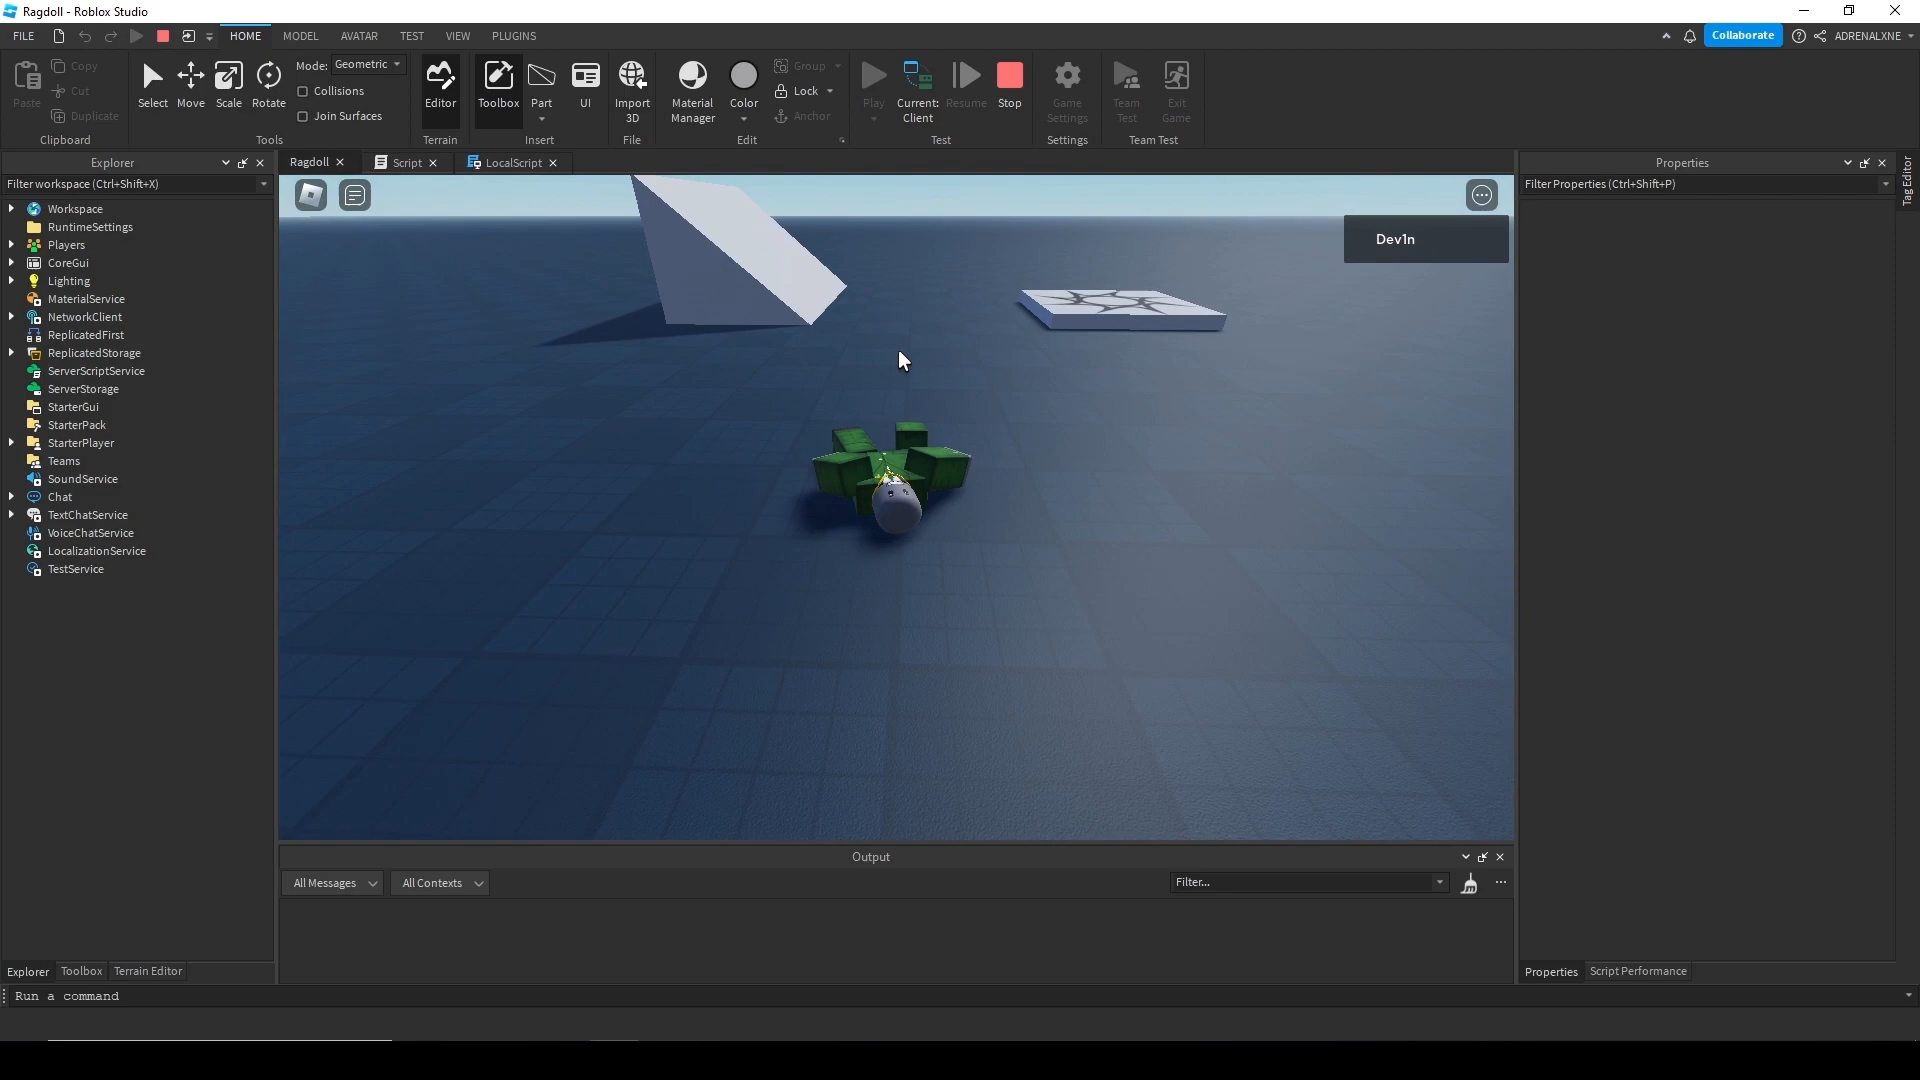 Ragdoll - Roblox Studio
FILE
HOME
MODEL
AVATAR
TEST
VIEW
PLUGINS
Collaborate
ADRENALXNE
Paste
Copy
Cut
Duplicate
Clipboard
Select
Move
Scale
Rotate
Mode: Geometric
Collisions
Join Surfaces
Tools
Editor
Terrain
Toolbox
Part
UI
Insert
Import
3D
File
Material
Manager
Color
Group
Lock
Anchor
Edit
Play
Current:
Client
Resume
Stop
Test
Game
Settings
Settings
Team
Test
Exit
Game
Team Test
Explorer
Filter workspace (Ctrl+Shift+X)
Workspace
RuntimeSettings
Players
CoreGui
Lighting
MaterialService
NetworkClient
ReplicatedFirst
ReplicatedStorage
ServerScriptService
ServerStorage
StarterGui
StarterPack
StarterPlayer
Teams
SoundService
Chat
TextChatService
VoiceChatService
LocalizationService
TestService
Explorer
Toolbox
Terrain Editor
Ragdoll
Script
LocalScript
Dev1n
Output
All Messages
All Contexts
Filter...
Properties
Filter Properties (Ctrl+Shift+P)
Tag Editor
Properties
Script Performance
Run a command